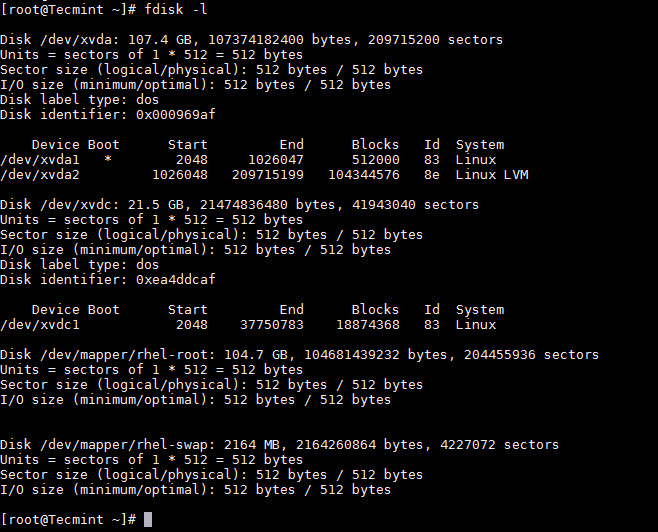 [root@Tecmint ~]# fdisk -l
Disk /dev/xvda: 107.4 GB, 107374182400 bytes, 209715200 sectors
Units = sectors of 1 * 512 = 512 bytes
Sector size (logical/physical): 512 bytes / 512 bytes
I/O size (minimum/optimal): 512 bytes / 512 bytes
Disk label type: dos
Disk identifier: 0x000969af
Device Boot Start End Blocks Id System
/dev/xvda1 * 2048 1026047 512000 83 Linux
/dev/xvda2 1026048 209715199 104344576 8e Linux LVM
Disk /dev/xvdc: 21.5 GB, 21474836480 bytes, 41943040 sectors
Units = sectors of 1 * 512 = 512 bytes
Sector size (logical/physical): 512 bytes / 512 bytes
I/O size (minimum/optimal): 512 bytes / 512 bytes
Disk label type: dos
Disk identifier: 0xea4ddcaf
Device Boot Start End Blocks Id System
/dev/xvdc1 2048 37750783 18874368 83 Linux
Disk /dev/mapper/rhel-root: 104.7 GB, 104681439232 bytes, 204455936 sectors
Units = sectors of 1 * 512 = 512 bytes
Sector size (logical/physical): 512 bytes / 512 bytes
I/O size (minimum/optimal): 512 bytes / 512 bytes
Disk /dev/mapper/rhel-swap: 2164 MB, 2164260864 bytes, 4227072 sectors
Units = sectors of 1 * 512 = 512 bytes
Sector size (logical/physical): 512 bytes / 512 bytes
I/O size (minimum/optimal): 512 bytes / 512 bytes
[root@Tecmint ~]#